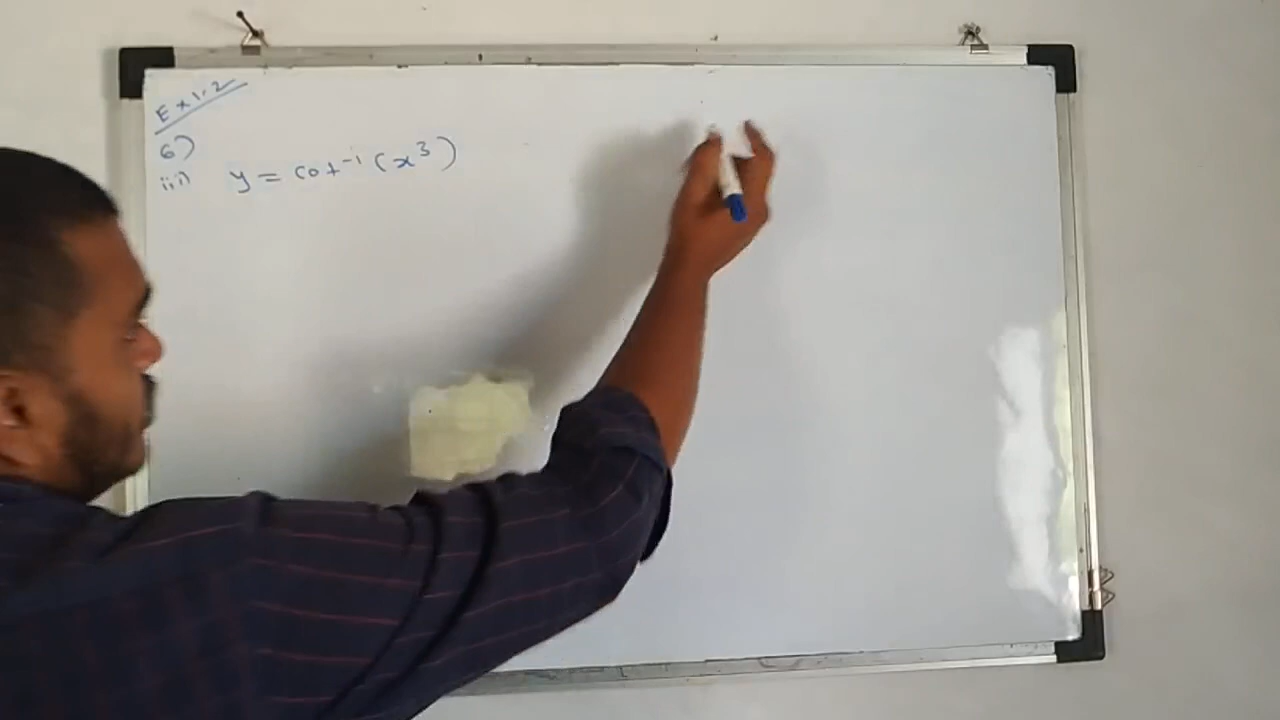 Ex 1.2
6)
iii) y = cot⁻¹(x³)